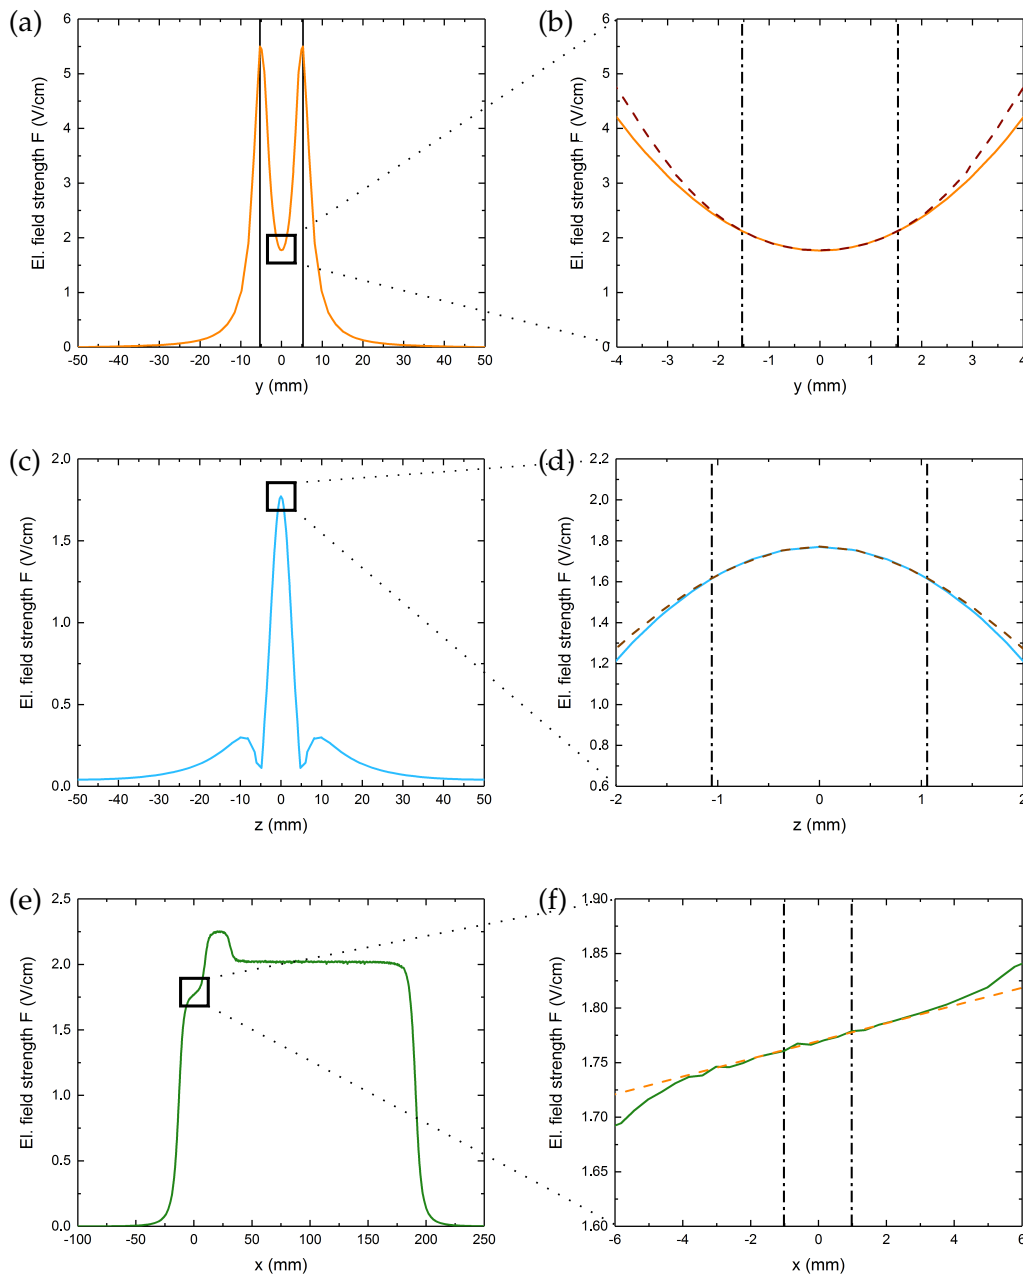 (a)
El. field strength F (V/cm)
6
5
4
3
2
1
0
-50 -40 -30 -20 -10 0 10 20 30 40 50
y (mm)
(b)
El. field strength F (V/cm)
6
5
4
3
2
1
0
-4 -3 -2 -1 0 1 2 3 4
y (mm)
(c)
El. field strength F (V/cm)
2.0
1.5
1.0
0.5
0.0
-50 -40 -30 -20 -10 0 10 20 30 40 50
z (mm)
(d)
El. field strength F (V/cm)
2.2
2.0
1.8
1.6
1.4
1.2
1.0
0.8
0.6
-2 -1 0 1 2
z (mm)
(e)
El. field strength F (V/cm)
2.5
2.0
1.5
1.0
0.5
0.0
-100 -50 0 50 100 150 200 250
x (mm)
(f)
El. field strength F (V/cm)
1.90
1.85
1.80
1.75
1.70
1.65
1.60
-6 -4 -2 0 2 4 6
x (mm)